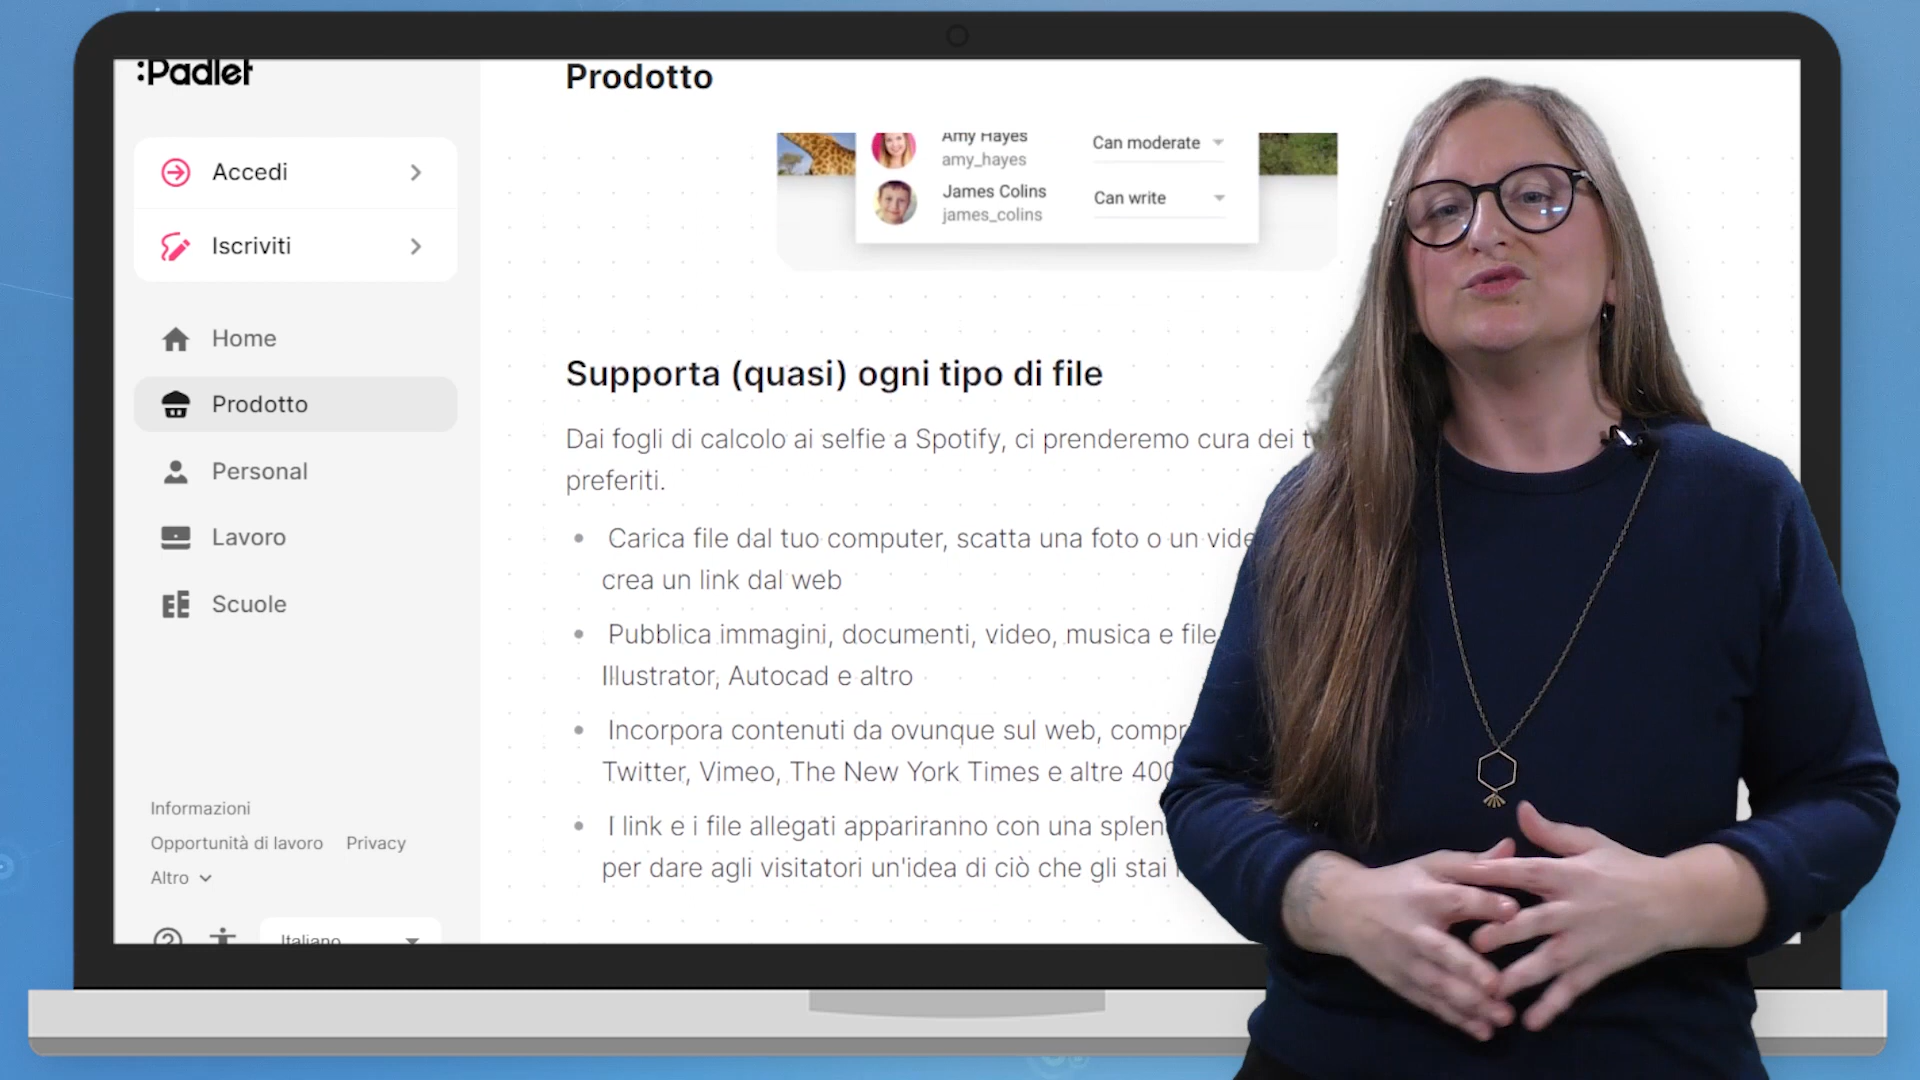 :Padlet
Accedi
Iscriviti
Home
Prodotto
Personal
Lavoro
Scuole
Informazioni
Opportunità di lavoro Privacy
Altro
Italiano
Prodotto
Amy Hayes
amy_hayes
Can moderate
James Colins
james_colins
Can write
Supporta (quasi) ogni tipo di file
Dai fogli di calcolo ai selfie a Spotify, ci prenderemo cura dei
preferiti.
Carica file dal tuo computer, scatta una foto o un
crea un link dal web
Pubblica immagini, documenti, video, musica e file
Illustrator, Autocad e altro
Incorpora contenuti da ovunque sul web,
Twitter, Vimeo, The New York Times e altre 400
I link e i file allegati appariranno con una
per dare agli visitatori un'idea di ciò che gli stai